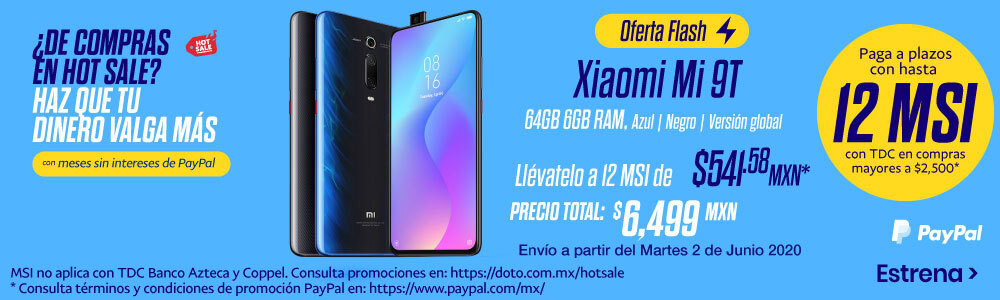 ¿DE COMPRAS
EN HOT SALE?
HAZ QUE TU
DINERO VALGA MÁS
HOT
SALE
con meses sin intereses de PayPal
mi
Oferta Flash
Xiaomi Mi 9T
64GB 6GB RAM, Azul | Negro | Versión global
Llévatelo a 12 MSI de $541.58 MXN*
PRECIO TOTAL: $6,499 MXN
Envío a partir del Martes 2 de Junio 2020
Paga a plazos
con hasta
12 MSI
con TDC en compras
mayores a $2,500*
PayPal
Estrena >
MSI no aplica con TDC Banco Azteca y Coppel. Consulta promociones en: https://doto.com.mx/hotsale
* Consulta términos y condiciones de promoción PayPal en: https://www.paypal.com/mx/